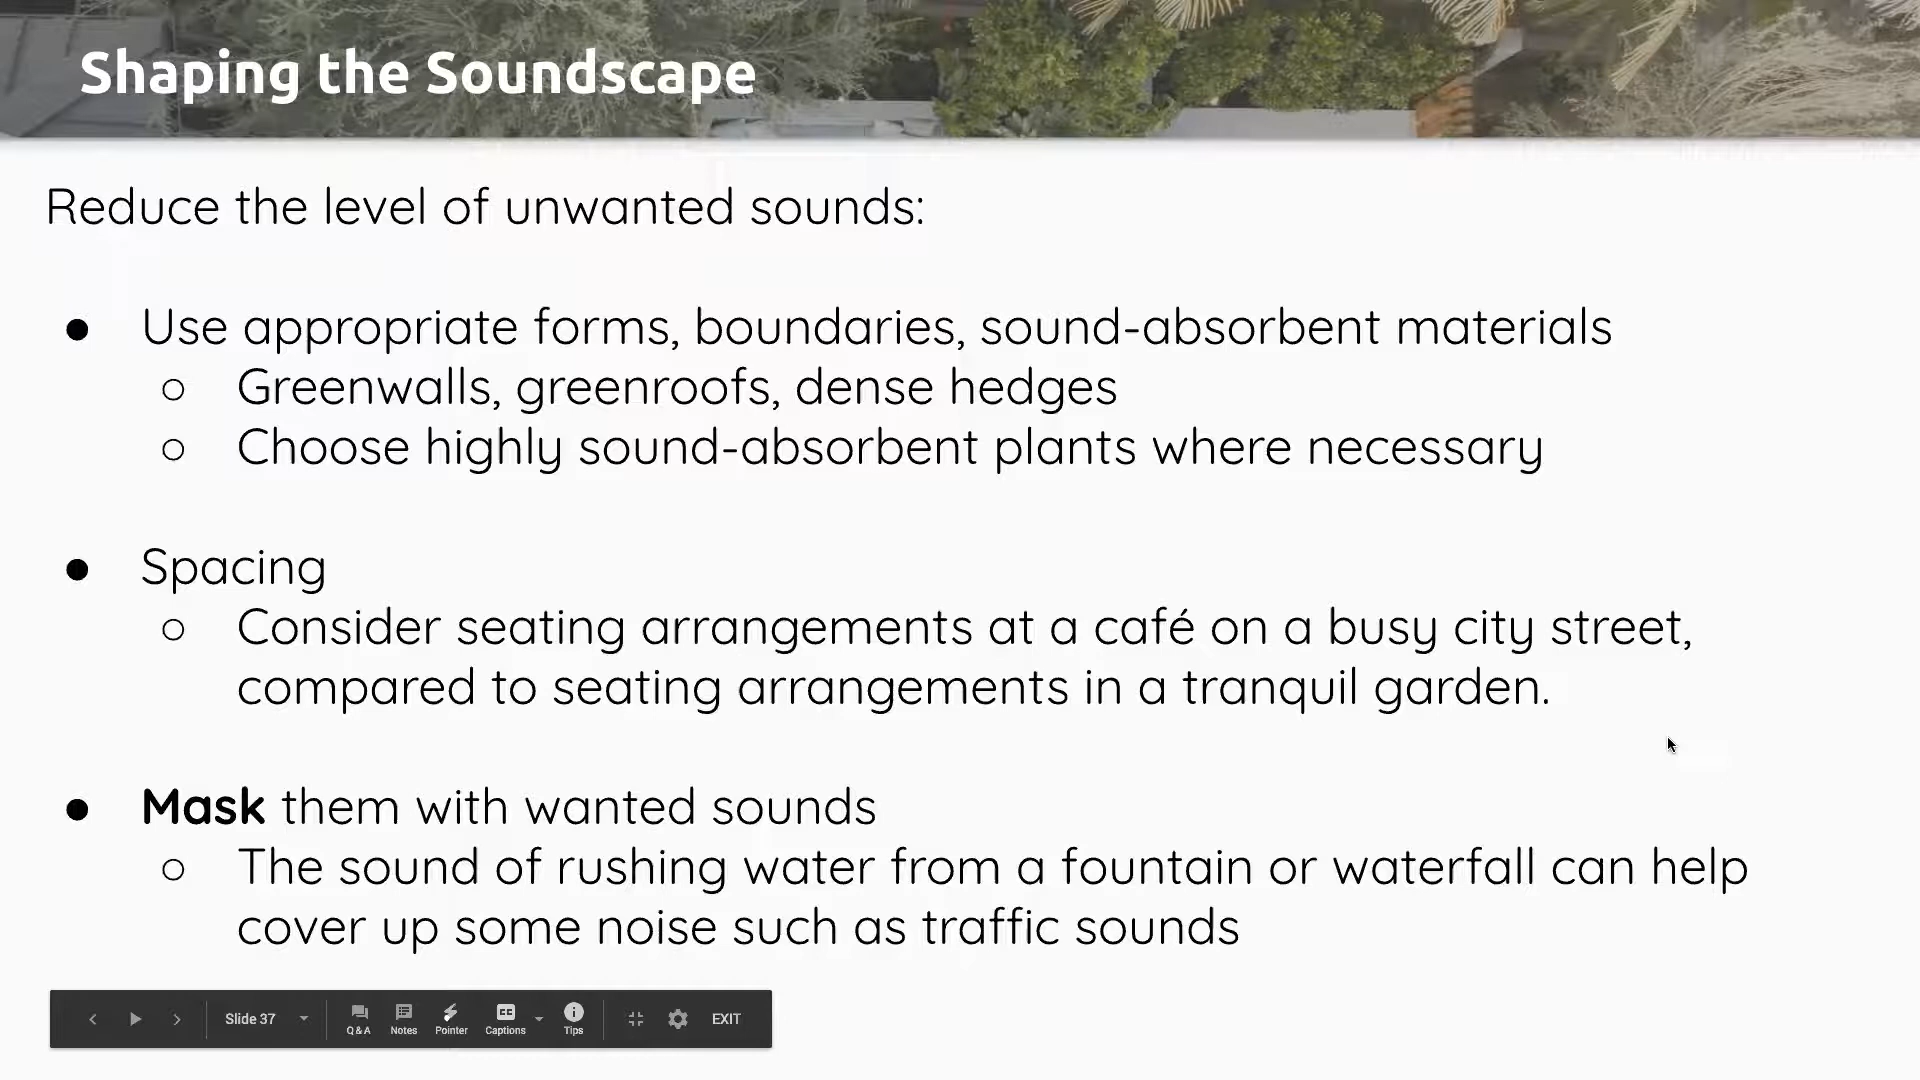 Shaping the Soundscape
Reduce the level of unwanted sounds:
● Use appropriate forms, boundaries, sound-absorbent materials
○ Greenwalls, greenroofs, dense hedges
○ Choose highly sound-absorbent plants where necessary
● Spacing
○ Consider seating arrangements at a café on a busy city street,
compared to seating arrangements in a tranquil garden.
● Mask them with wanted sounds
○ The sound of rushing water from a fountain or waterfall can help
cover up some noise such as traffic sounds
Slide 37
Q&A
Notes
Pointer
CC
Captions
Tips
EXIT